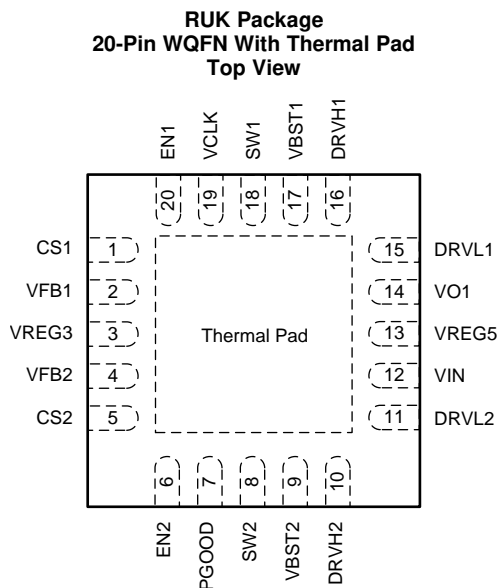 RUK Package
20-Pin WQFN With Thermal Pad
Top View
EN1
VCLK
SW1
VBST1
DRVH1
20
19
18
17
16
CS1
1
VFB1
2
VREG3
3
VFB2
4
CS2
5
Thermal Pad
15
DRVL1
14
VO1
13
VREG5
12
VIN
11
DRVL2
6
7
8
9
10
EN2
PGOOD
SW2
VBST2
DRVH2